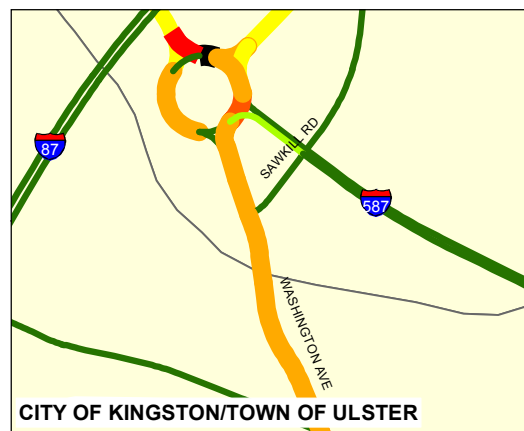 87
SAWKILL RD
587
WASHINGTON AVE
CITY OF KINGSTON/TOWN OF ULSTER